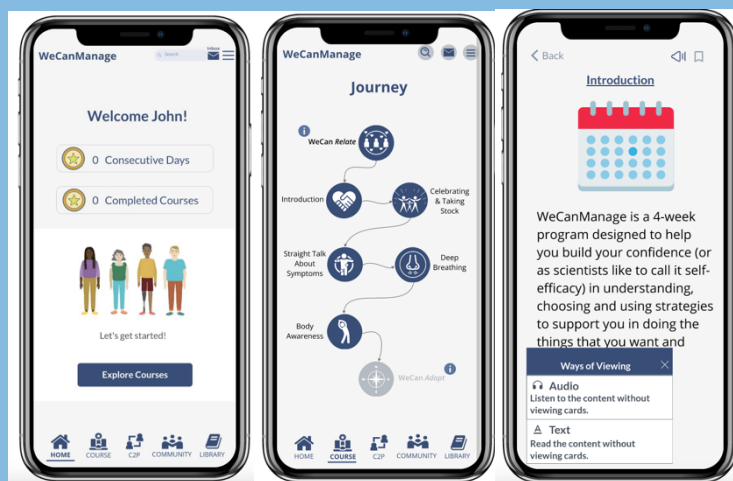 WeCanManage
Search
Inbox
Welcome John!
0 Consecutive Days
0 Completed Courses
Let's get started!
Explore Courses
HOME
COURSE
C2P
COMMUNITY
LIBRARY
WeCanManage
Journey
WeCan Relate
Introduction
Celebrating
& Taking
Stock
Straight Talk
About
Symptoms
Deep
Breathing
Body
Awareness
WeCan Adapt
HOME
COURSE
C2P
COMMUNITY
LIBRARY
Back
Introduction
WeCanManage is a 4-week
program designed to help
you build your confidence (or
as scientists like to call it self-
efficacy) in understanding,
choosing and using strategies
to support you in doing the
things that you want and
Ways of Viewing
Audio
Listen to the content without
viewing cards.
A Text
Read the content without
viewing cards.